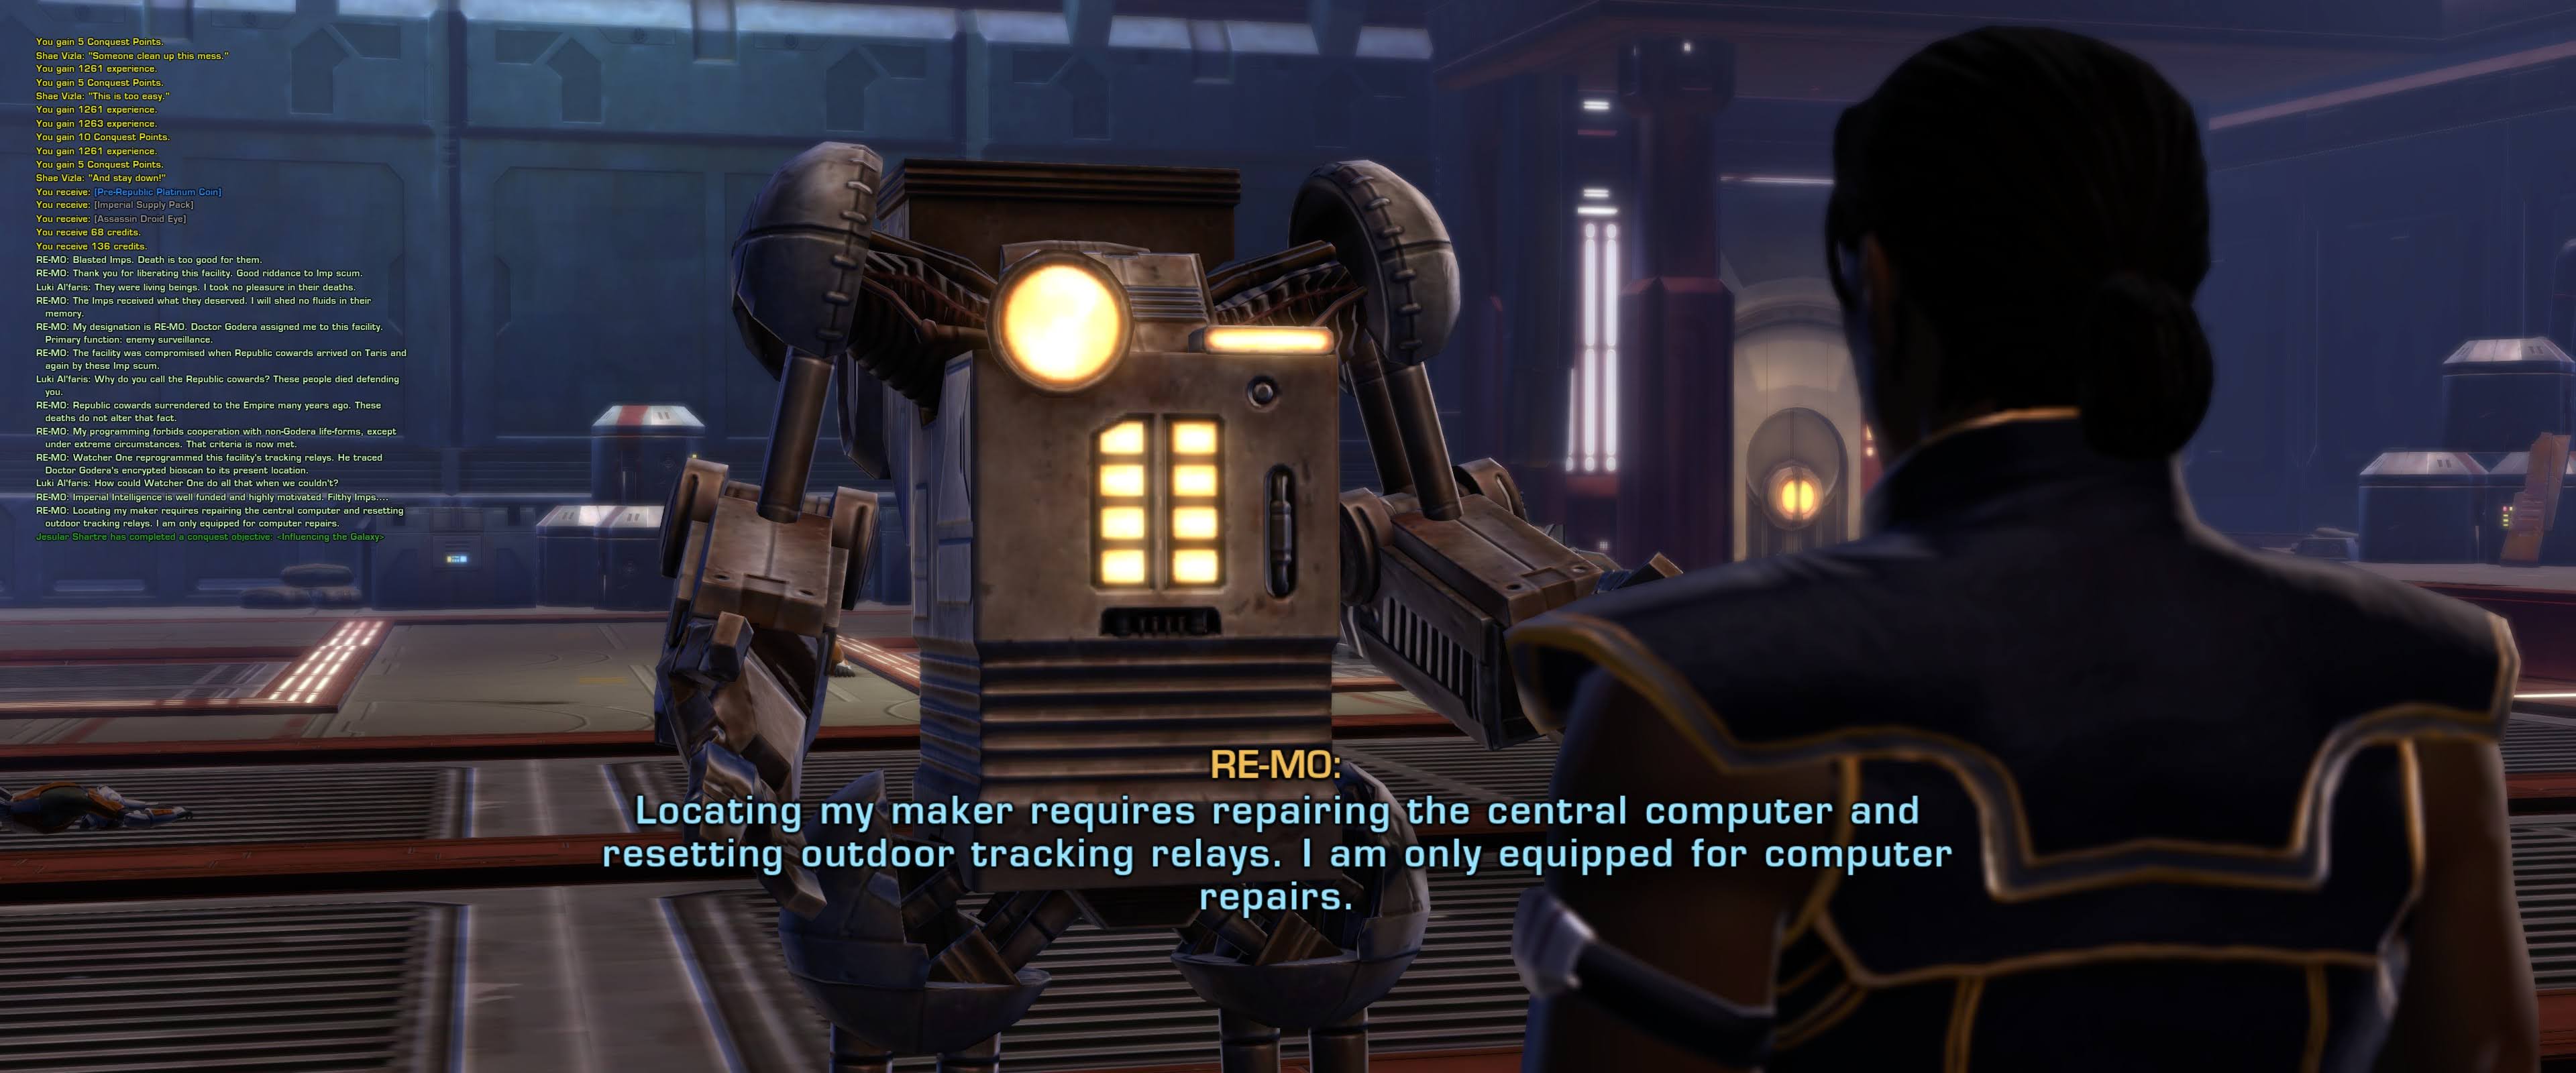 You gain 5 Conquest Points.
Shae Vizla: "Someone clean up this mess."
You gain 1261 experience.
You gain 5 Conquest Points.
Shae Vizla: "This is too easy."
You gain 1261 experience.
You gain 1263 experience.
You gain 10 Conquest Points.
You gain 1261 experience.
You gain 5 Conquest Points.
Shae Vizla: "And stay down!"
You receive: [Pre-Republic Platinum Coin]
You receive: [Imperial Supply Pack]
You receive: [Assassin Droid Eye]
You receive 68 credits.
You receive 136 credits.
RE-M0: Blasted Imps. Death is too good for them.
RE-M0: Thank you for liberating this facility. Good riddance to Imp scum.
Luki Al'faris: They were living beings. I took no pleasure in their deaths.
RE-M0: The Imps received what they deserved. I will shed no fluids in their
memory.
RE-M0: My designation is RE-M0. Doctor Godera assigned me to this facility.
Primary function: enemy surveillance.
RE-M0: The facility was compromised when Republic cowards arrived on Taris and
again by these Imp scum.
Luki Al'faris: Why do you call the Republic cowards? These people died defending
you.
RE-M0: Republic cowards surrendered to the Empire many years ago. These
deaths do not alter that fact.
RE-M0: My programming forbids cooperation with non-Godera life-forms, except
under extreme circumstances. That criteria is now met.
RE-M0: Watcher One reprogrammed this facility's tracking relays. He traced
Doctor Godera's encrypted bioscan to its present location.
Luki Al'faris: How could Watcher One do all that when we couldn't?
RE-M0: Imperial Intelligence is well funded and highly motivated. Filthy Imps....
RE-M0: Locating my maker requires repairing the central computer and resetting
outdoor tracking relays. I am only equipped for computer repairs.
Jesular Shartre has completed a conquest objective: <Influencing the Galaxy>
RE-M0:
Locating my maker requires repairing the central computer and
resetting outdoor tracking relays. I am only equipped for computer
repairs.